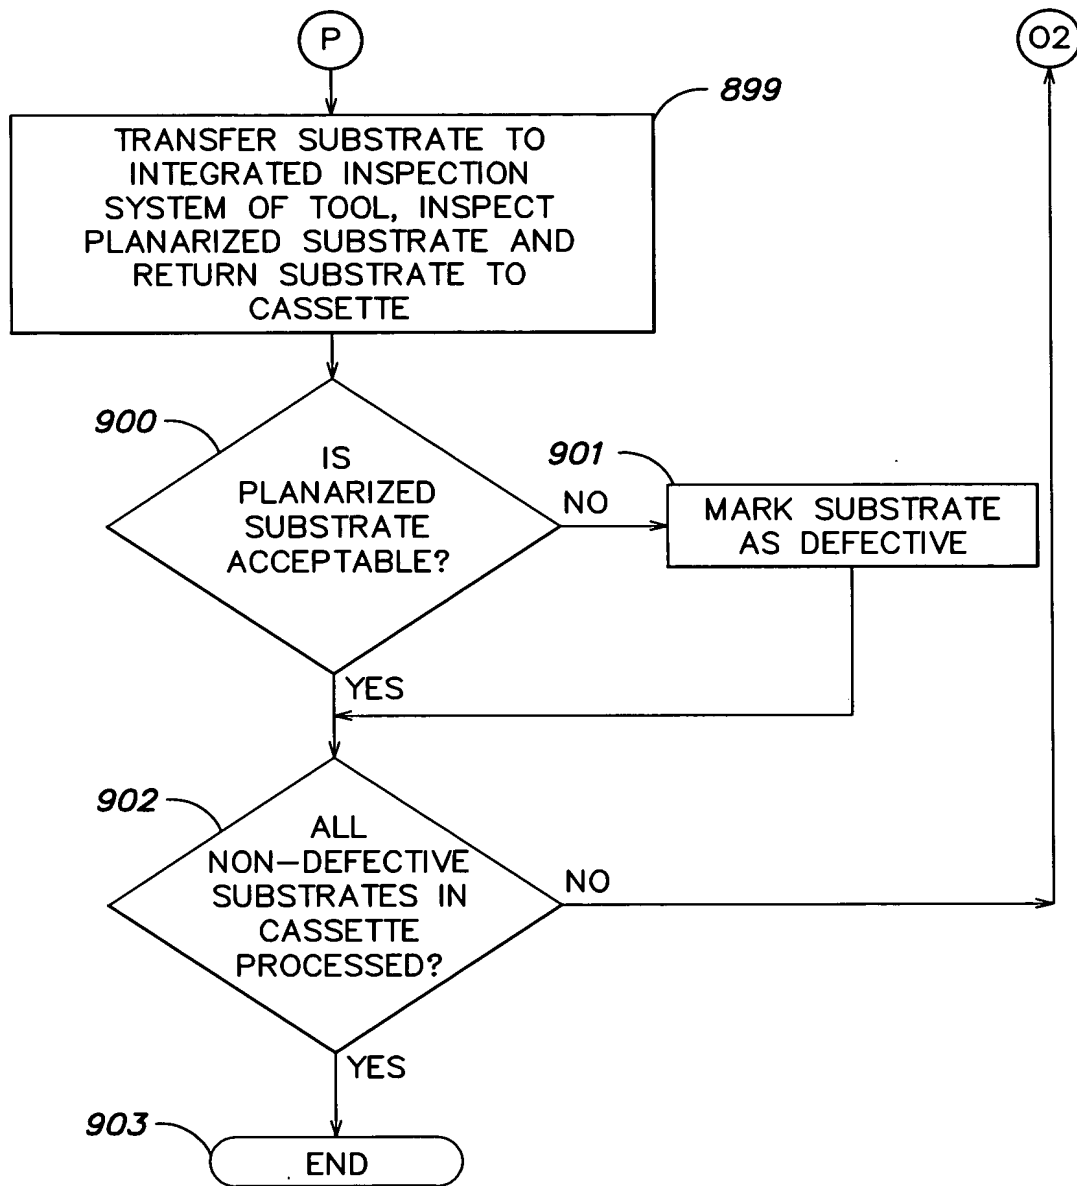 P
O2
899
TRANSFER SUBSTRATE TO
INTEGRATED INSPECTION
SYSTEM OF TOOL, INSPECT
PLANARIZED SUBSTRATE AND
RETURN SUBSTRATE TO
CASSETTE
900
IS
PLANARIZED
SUBSTRATE
ACCEPTABLE?
NO
901
MARK SUBSTRATE
AS DEFECTIVE
YES
902
ALL
NON-DEFECTIVE
SUBSTRATES IN
CASSETTE
PROCESSED?
NO
YES
903
END